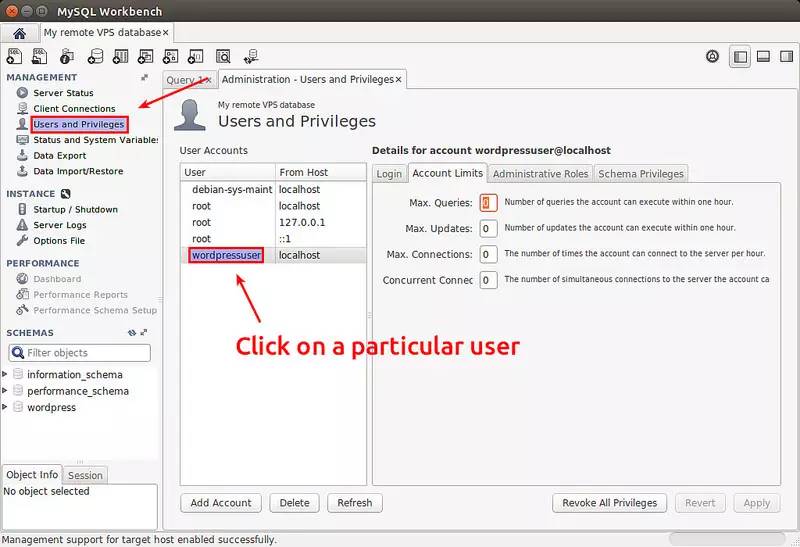 MySQL Workbench
My remote VPS database×
MANAGEMENT
Server Status
Client Connections
Users and Privileges
Status and System Variables
Data Export
Data Import/Restore
INSTANCE
Startup / Shutdown
Server Logs
Options File
PERFORMANCE
Dashboard
Performance Reports
Performance Schema Setup
SCHEMAS
Filter objects
information_schema
performance_schema
wordpress
Object Info Session
No object selected
Query 1× Administration - Users and Privileges×
My remote VPS database
Users and Privileges
User Accounts
User From Host
debian-sys-maint localhost
root localhost
root 127.0.0.1
root ::1
wordpressuser localhost
Click on a particular user
Add Account Delete Refresh
Details for account wordpressuser@localhost
Login Account Limits Administrative Roles Schema Privileges
Max. Queries: 0 Number of queries the account can execute within one hour.
Max. Updates: 0 Number of updates the account can execute within one hour.
Max. Connections: 0 The number of times the account can connect to the server per hour.
Concurrent Connec 0 The number of simultaneous connections to the server the account ca
Revoke All Privileges Revert Apply
Management support for target host enabled successfully.